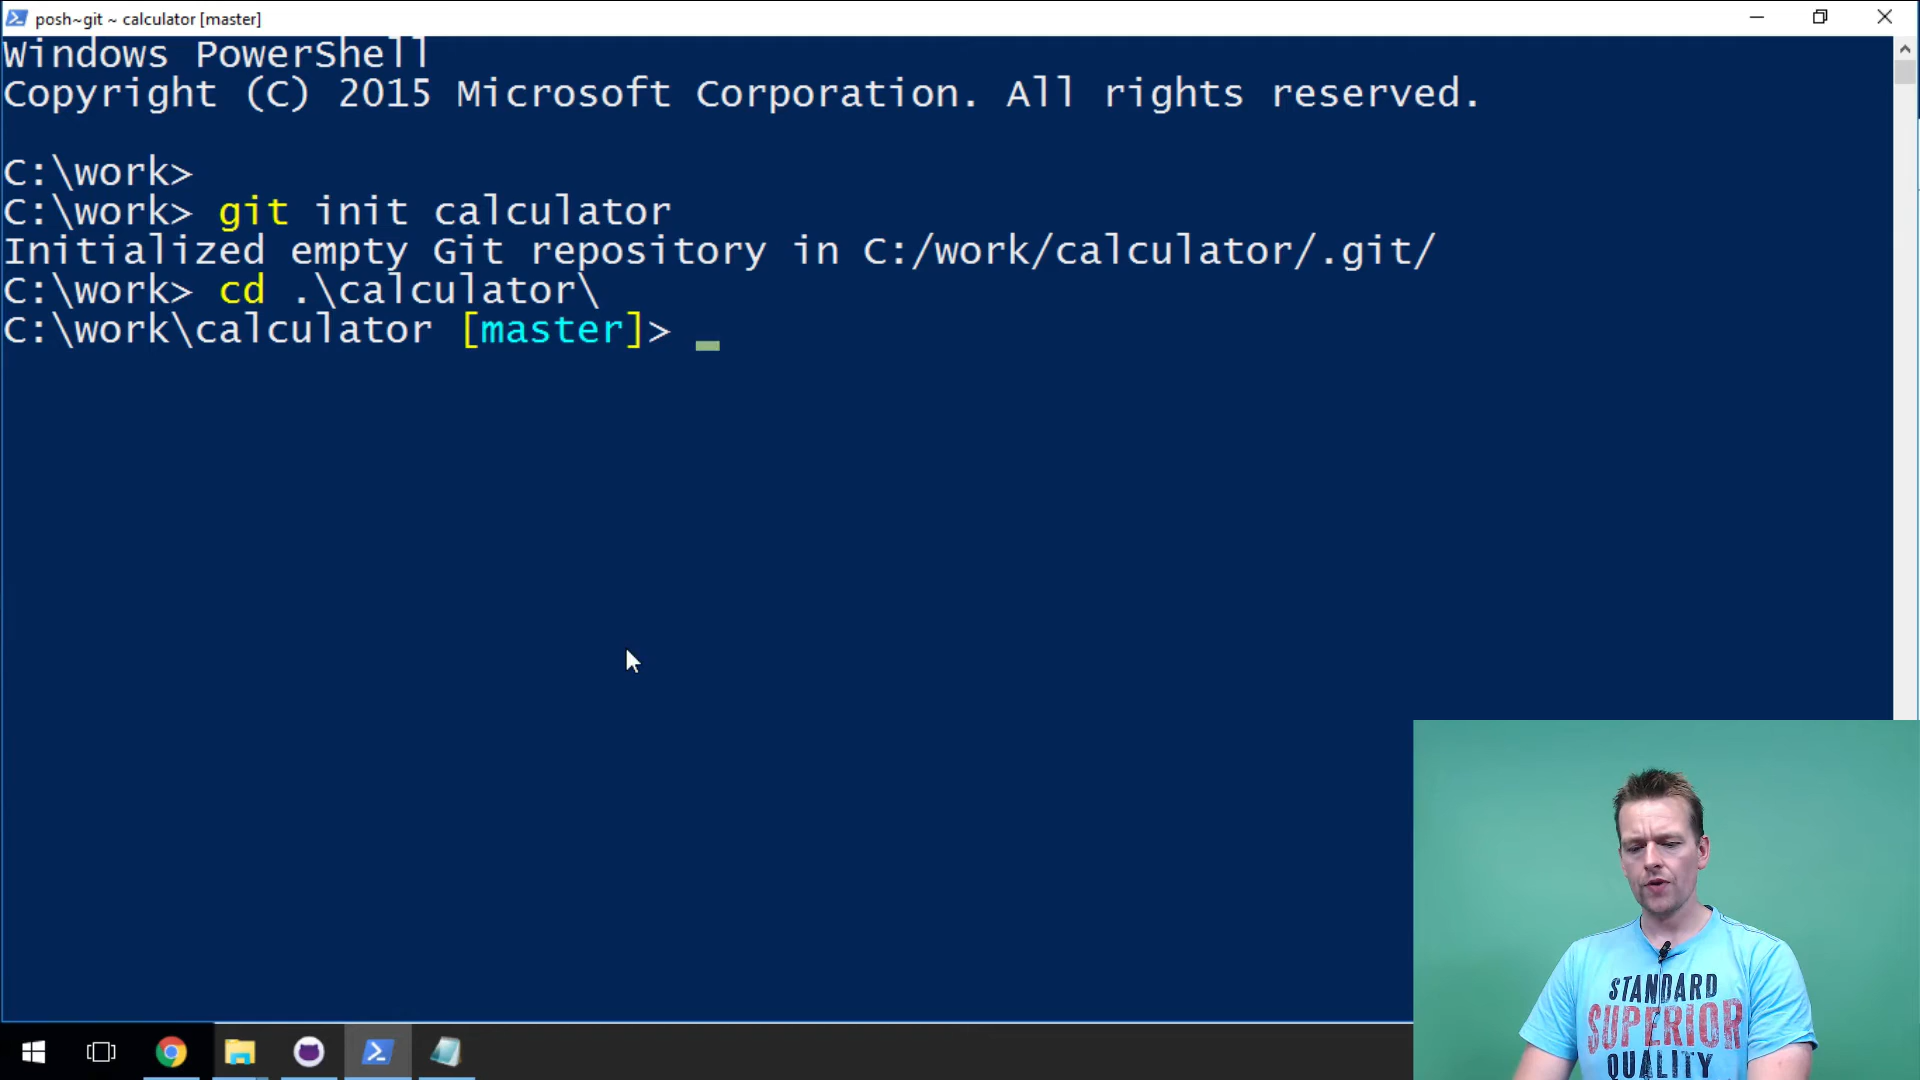 posh~git ~ calculator [master]
Windows PowerShell
Copyright (C) 2015 Microsoft Corporation. All rights reserved.
C:\work>
C:\work> git init calculator
Initialized empty Git repository in C:/work/calculator/.git/
C:\work> cd .\calculator\
C:\work\calculator [master]>
STANDARD
SUPERIOR
QUALITY